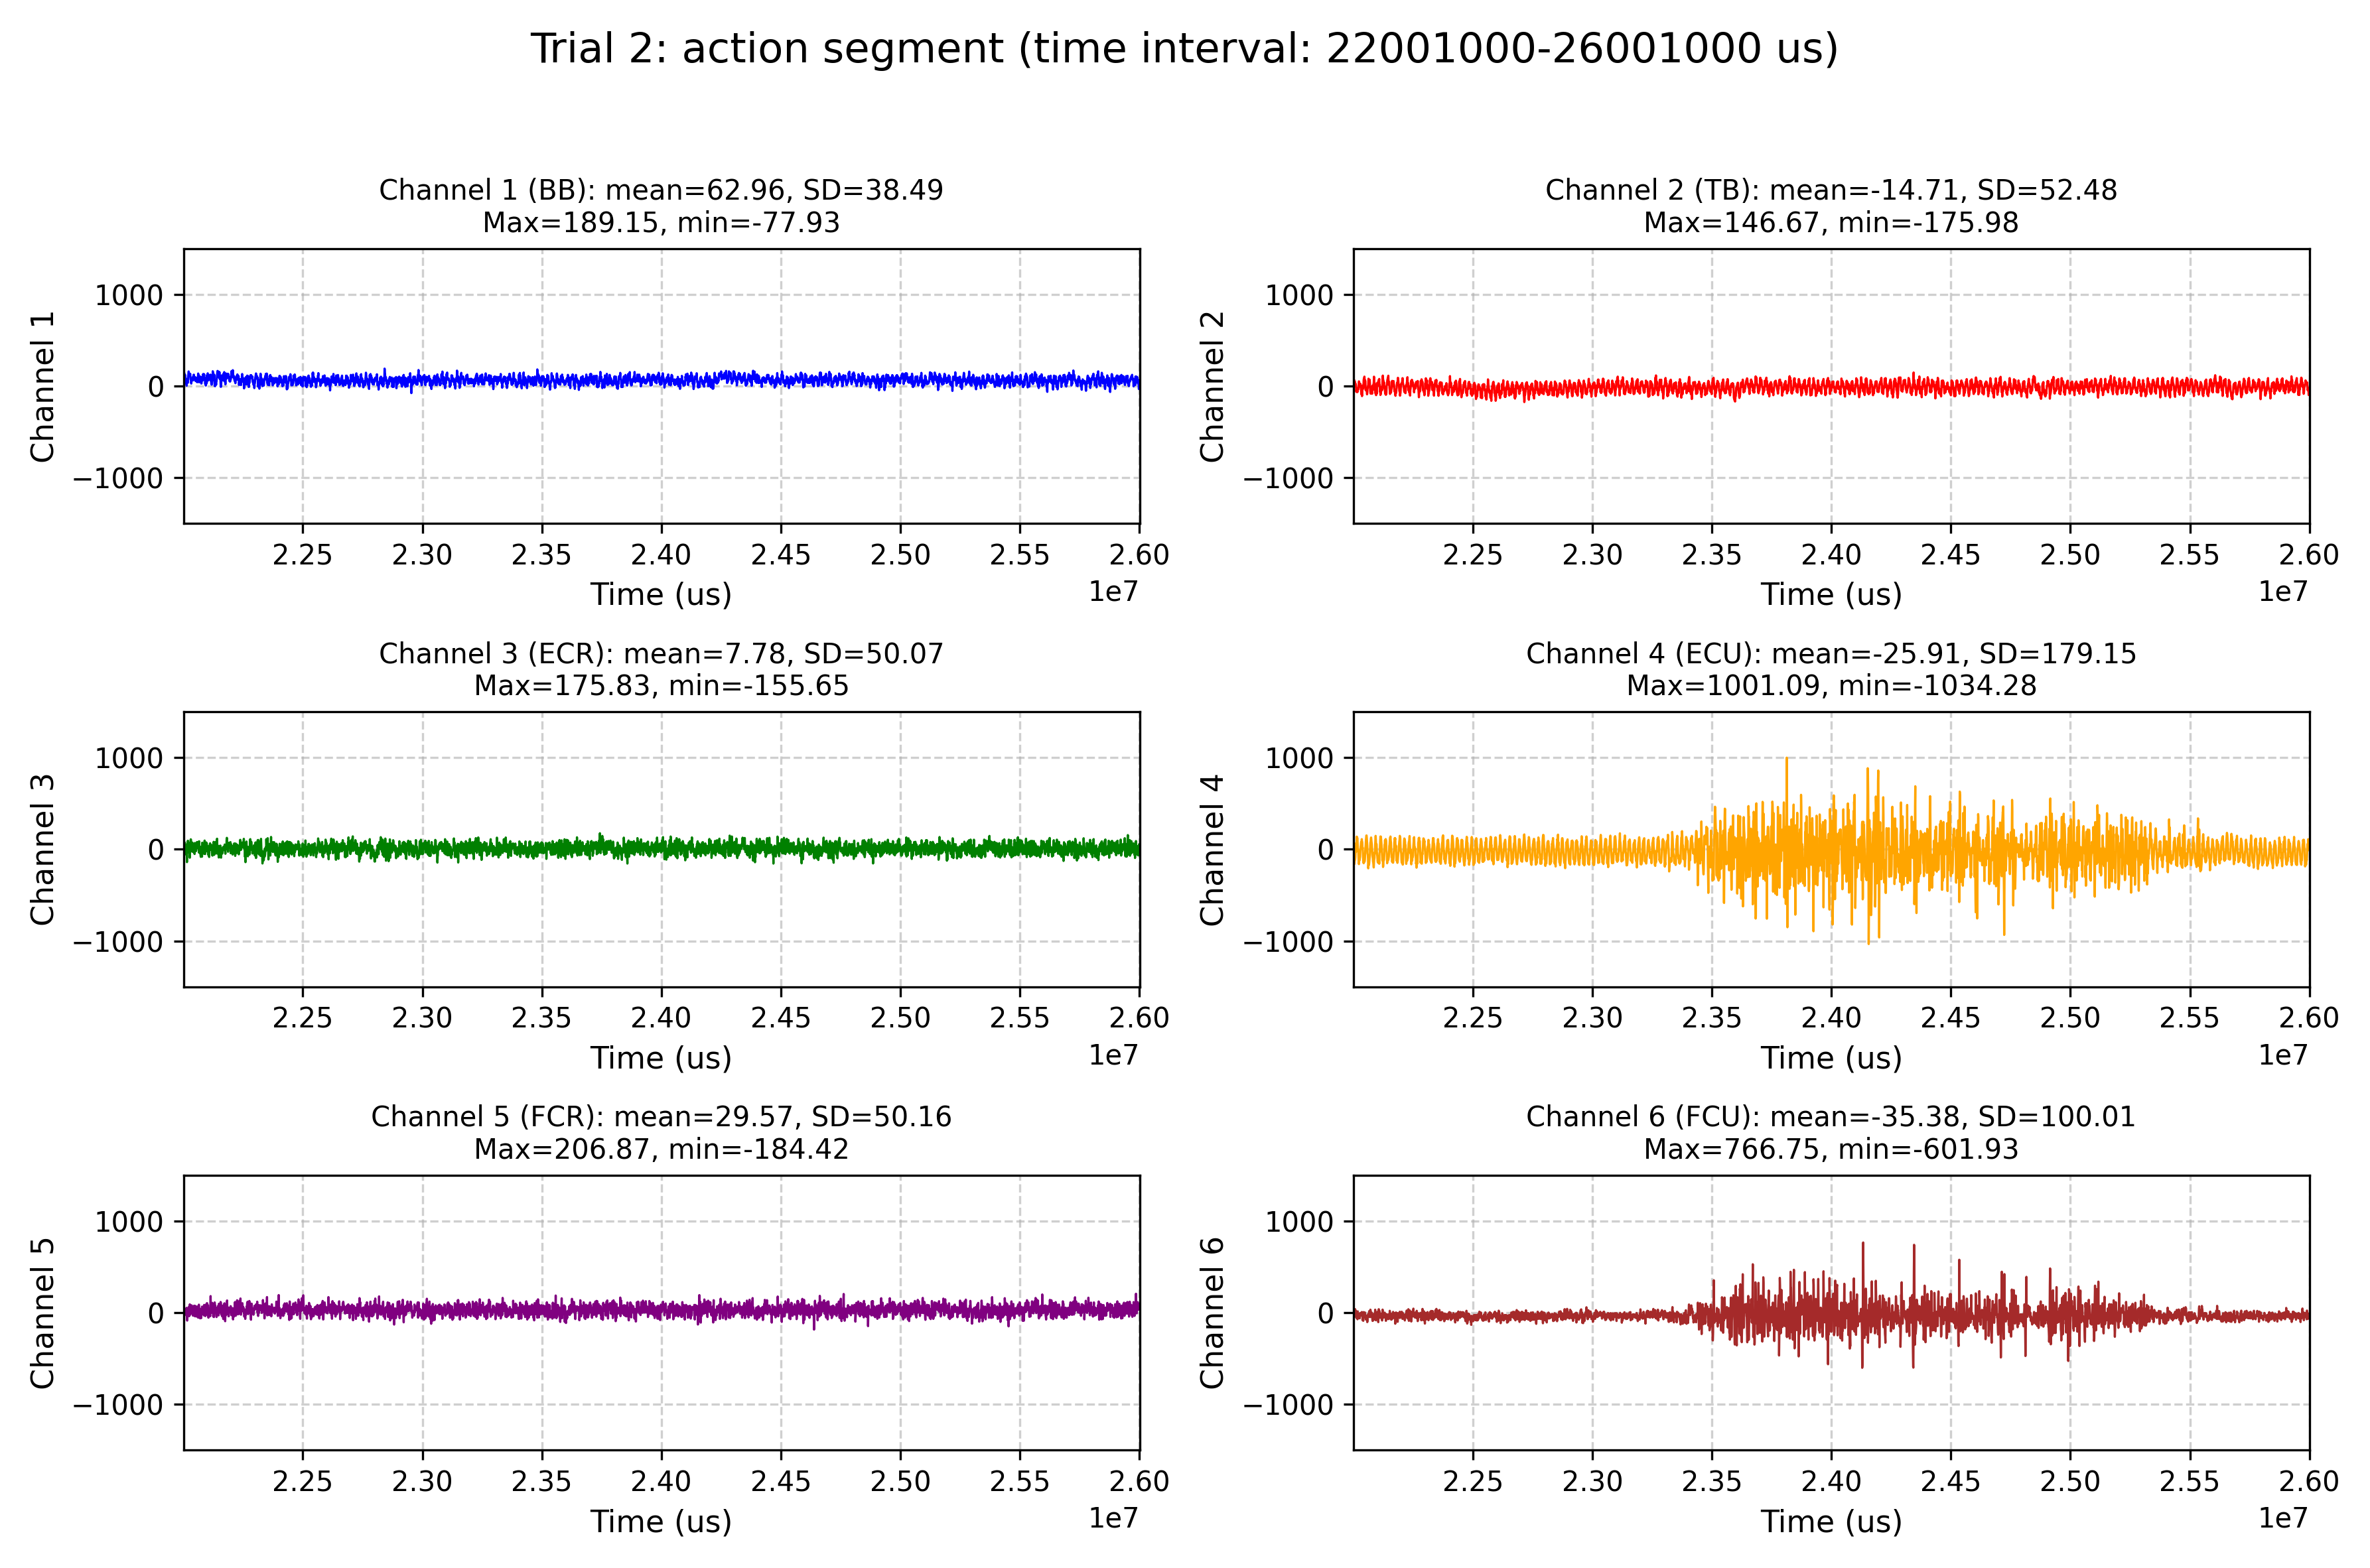 Trial 2: action segment (time interval: 22001000-26001000 us)
Channel 1 (BB): mean=62.96, SD=38.49
Max=189.15, min=-77.93
1000
0
−1000
Channel 1
2.25 2.30 2.35 2.40 2.45 2.50 2.55 2.60
1e7
Time (us)
Channel 2 (TB): mean=-14.71, SD=52.48
Max=146.67, min=-175.98
1000
0
−1000
Channel 2
2.25 2.30 2.35 2.40 2.45 2.50 2.55 2.60
1e7
Time (us)
Channel 3 (ECR): mean=7.78, SD=50.07
Max=175.83, min=-155.65
1000
0
−1000
Channel 3
2.25 2.30 2.35 2.40 2.45 2.50 2.55 2.60
1e7
Time (us)
Channel 4 (ECU): mean=-25.91, SD=179.15
Max=1001.09, min=-1034.28
1000
0
−1000
Channel 4
2.25 2.30 2.35 2.40 2.45 2.50 2.55 2.60
1e7
Time (us)
Channel 5 (FCR): mean=29.57, SD=50.16
Max=206.87, min=-184.42
1000
0
−1000
Channel 5
2.25 2.30 2.35 2.40 2.45 2.50 2.55 2.60
1e7
Time (us)
Channel 6 (FCU): mean=-35.38, SD=100.01
Max=766.75, min=-601.93
1000
0
−1000
Channel 6
2.25 2.30 2.35 2.40 2.45 2.50 2.55 2.60
1e7
Time (us)